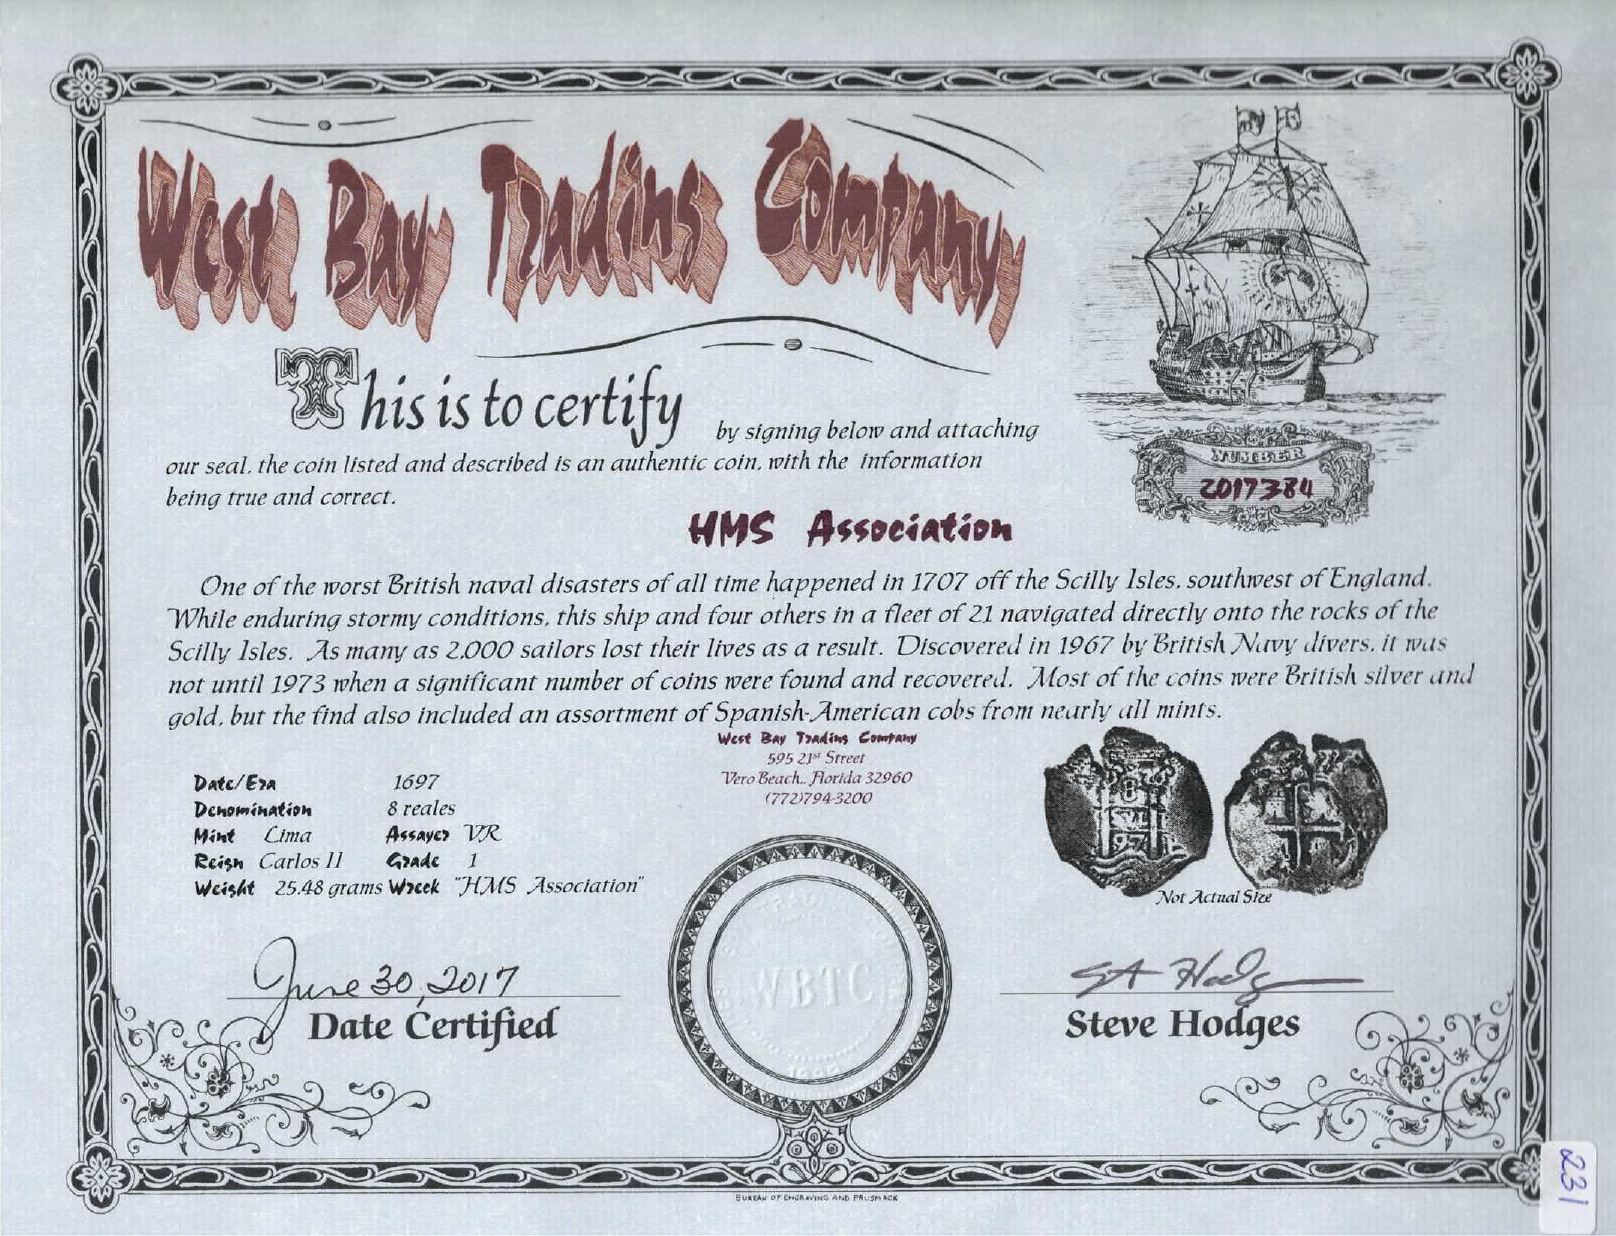 West Bay Trading Company
This is to certify by signing below and attaching
our seal, the coin listed and described is an authentic coin, with the information
being true and correct.
NUMBER
2017384
HMS Association
One of the worst British naval disasters of all time happened in 1707 off the Scilly Isles, southwest of England.
While enduring stormy conditions, this ship and four others in a fleet of 21 navigated directly onto the rocks of the
Scilly Isles. As many as 2,000 sailors lost their lives as a result. Discovered in 1967 by British Navy divers, it was
not until 1973 when a significant number of coins were found and recovered. Most of the coins were British silver and
gold, but the find also included an assortment of Spanish-American cobs from nearly all mints.
West Bay Trading Company
595 21st Street
Vero Beach, Florida 32960
(772)794-3200
Date/Era 1697
Denomination 8 reales
Mint Lima Assayer VR
Reign Carlos II Grade 1
Weight 25.48 grams Wreck "HMS Association"
Not Actual Size
June 30, 2017
Date Certified
WBTC
SA Hodges
Steve Hodges
BUREAU OF ENGRAVING AND PRUSMACK
231